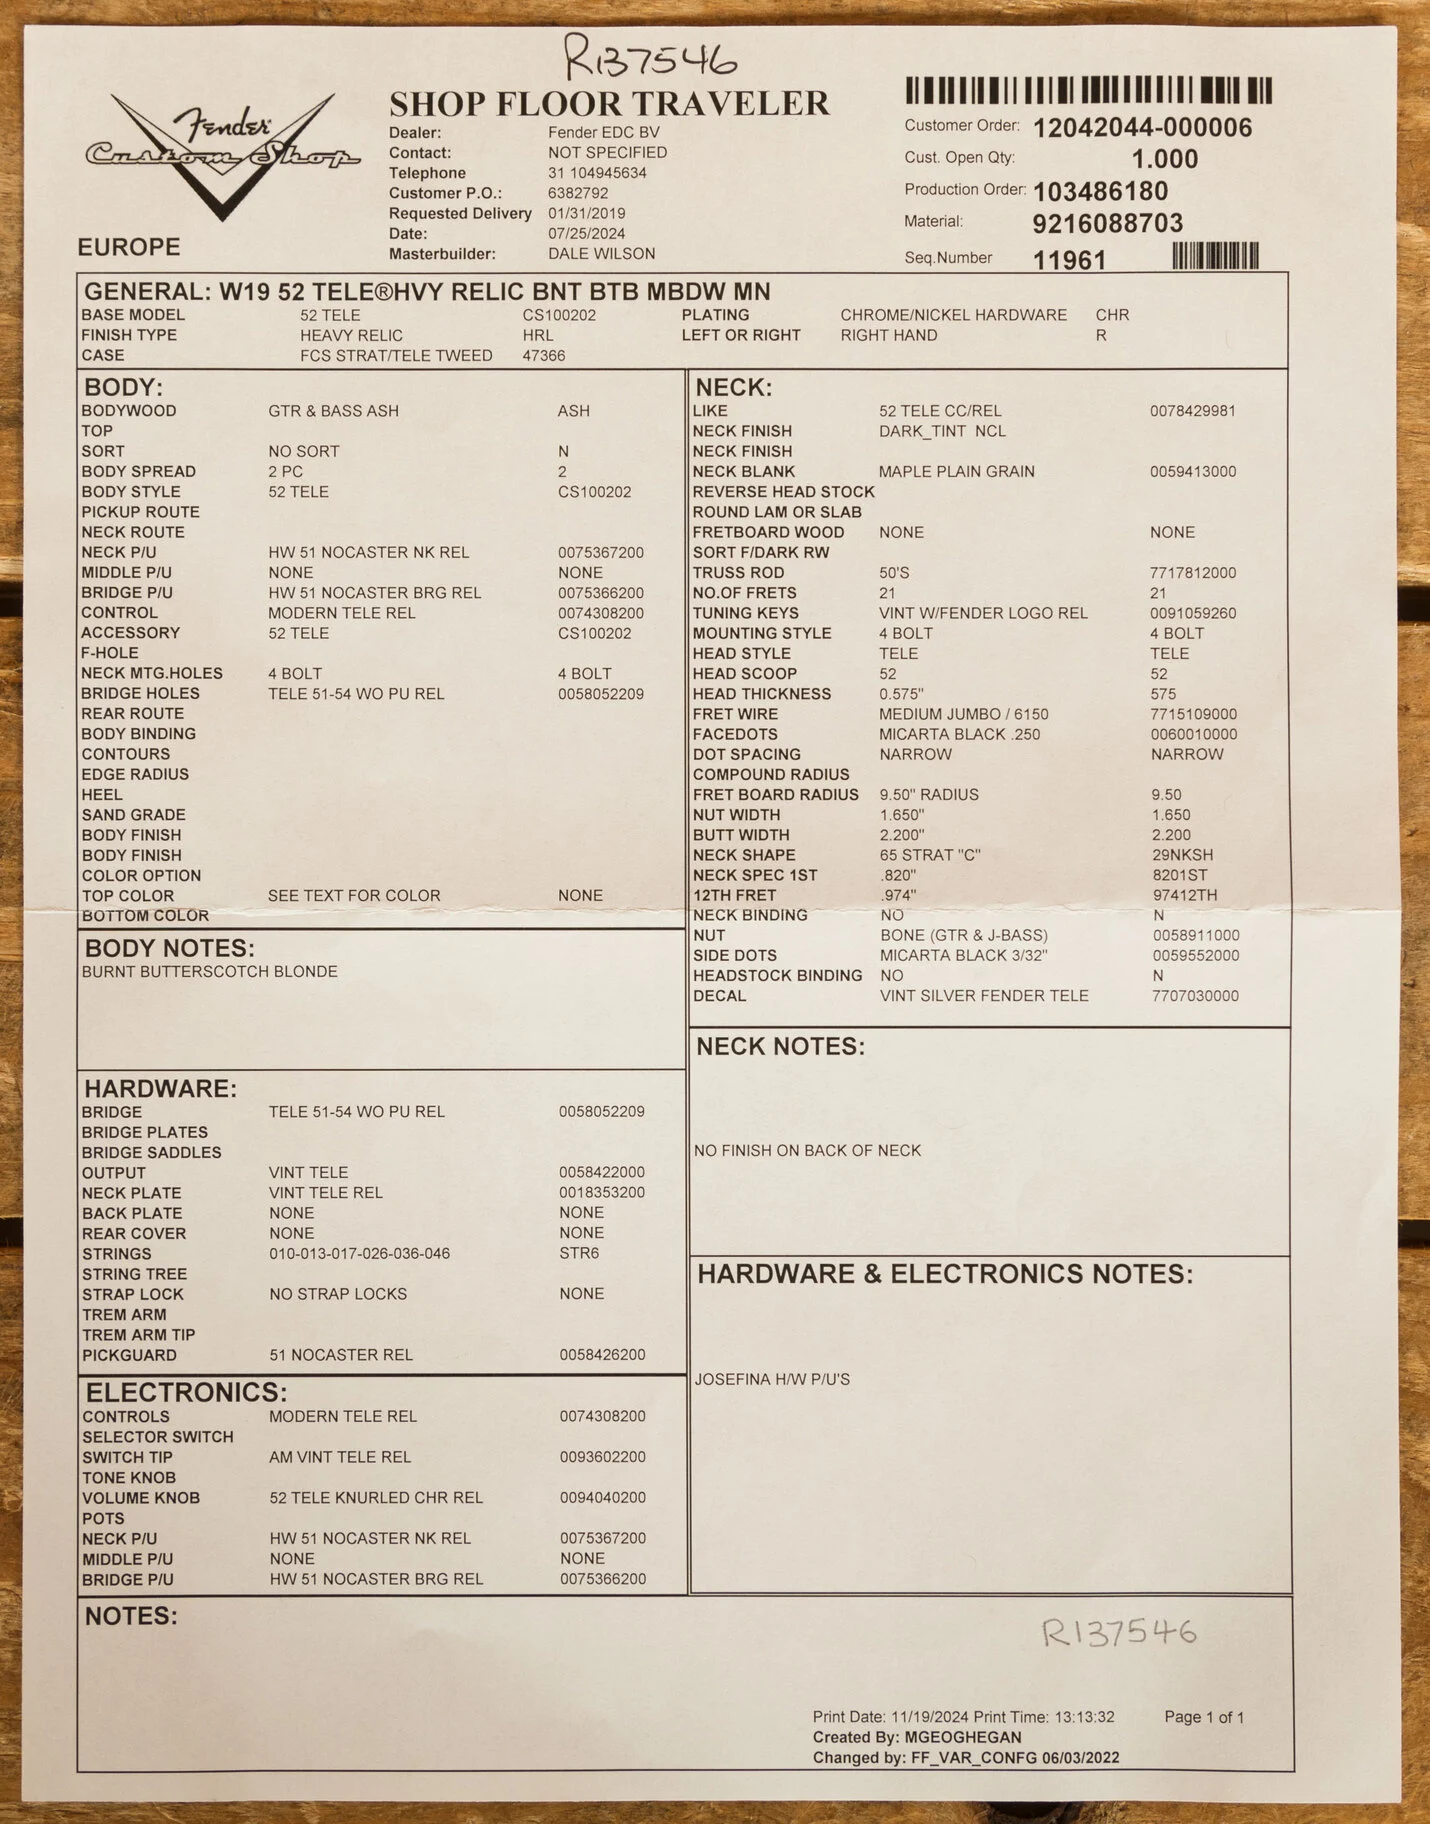 R137546
Fender
Custom Shop
EUROPE
SHOP FLOOR TRAVELER
Dealer: Fender EDC BV
Contact: NOT SPECIFIED
Telephone 31 104945634
Customer P.O.: 6382792
Requested Delivery 01/31/2019
Date: 07/25/2024
Masterbuilder: DALE WILSON
Customer Order: 12042044-000006
Cust. Open Qty: 1.000
Production Order: 103486180
Material: 9216088703
Seq.Number 11961
GENERAL: W19 52 TELE®HVY RELIC BNT BTB MBDW MN
BASE MODEL 52 TELE CS100202 PLATING CHROME/NICKEL HARDWARE CHR
FINISH TYPE HEAVY RELIC HRL LEFT OR RIGHT RIGHT HAND R
CASE FCS STRAT/TELE TWEED 47366
BODY:
BODYWOOD GTR & BASS ASH ASH
TOP
SORT NO SORT N
BODY SPREAD 2 PC 2
BODY STYLE 52 TELE CS100202
PICKUP ROUTE
NECK ROUTE
NECK P/U HW 51 NOCASTER NK REL 0075367200
MIDDLE P/U NONE NONE
BRIDGE P/U HW 51 NOCASTER BRG REL 0075366200
CONTROL MODERN TELE REL 0074308200
ACCESSORY 52 TELE CS100202
F-HOLE
NECK MTG.HOLES 4 BOLT 4 BOLT
BRIDGE HOLES TELE 51-54 WO PU REL 0058052209
REAR ROUTE
BODY BINDING
CONTOURS
EDGE RADIUS
HEEL
SAND GRADE
BODY FINISH
BODY FINISH
COLOR OPTION
TOP COLOR SEE TEXT FOR COLOR NONE
BOTTOM COLOR
BODY NOTES:
BURNT BUTTERSCOTCH BLONDE
HARDWARE:
BRIDGE TELE 51-54 WO PU REL 0058052209
BRIDGE PLATES
BRIDGE SADDLES
OUTPUT VINT TELE 0058422000
NECK PLATE VINT TELE REL 0018353200
BACK PLATE NONE NONE
REAR COVER NONE NONE
STRINGS 010-013-017-026-036-046 STR6
STRING TREE
STRAP LOCK NO STRAP LOCKS NONE
TREM ARM
TREM ARM TIP
PICKGUARD 51 NOCASTER REL 0058426200
ELECTRONICS:
CONTROLS MODERN TELE REL 0074308200
SELECTOR SWITCH
SWITCH TIP AM VINT TELE REL 0093602200
TONE KNOB
VOLUME KNOB 52 TELE KNURLED CHR REL 0094040200
POTS
NECK P/U HW 51 NOCASTER NK REL 0075367200
MIDDLE P/U NONE NONE
BRIDGE P/U HW 51 NOCASTER BRG REL 0075366200
NECK:
LIKE 52 TELE CC/REL 0078429981
NECK FINISH DARK_TINT NCL
NECK FINISH
NECK BLANK MAPLE PLAIN GRAIN 0059413000
REVERSE HEAD STOCK
ROUND LAM OR SLAB
FRETBOARD WOOD NONE NONE
SORT F/DARK RW
TRUSS ROD 50'S 7717812000
NO.OF FRETS 21 21
TUNING KEYS VINT W/FENDER LOGO REL 0091059260
MOUNTING STYLE 4 BOLT 4 BOLT
HEAD STYLE TELE TELE
HEAD SCOOP 52 52
HEAD THICKNESS 0.575" 575
FRET WIRE MEDIUM JUMBO / 6150 7715109000
FACEDOTS MICARTA BLACK .250 0060010000
DOT SPACING NARROW NARROW
COMPOUND RADIUS
FRET BOARD RADIUS 9.50" RADIUS 9.50
NUT WIDTH 1.650" 1.650
BUTT WIDTH 2.200" 2.200
NECK SHAPE 65 STRAT "C" 29NKSH
NECK SPEC 1ST .820" 8201ST
12TH FRET .974" 97412TH
NECK BINDING NO N
NUT BONE (GTR & J-BASS) 0058911000
SIDE DOTS MICARTA BLACK 3/32" 0059552000
HEADSTOCK BINDING NO N
DECAL VINT SILVER FENDER TELE 7707030000
NECK NOTES:
NO FINISH ON BACK OF NECK
HARDWARE & ELECTRONICS NOTES:
JOSEFINA H/W P/U'S
NOTES:
R137546
Print Date: 11/19/2024 Print Time: 13:13:32 Page 1 of 1
Created By: MGEOGHEGAN
Changed by: FF_VAR_CONFG 06/03/2022